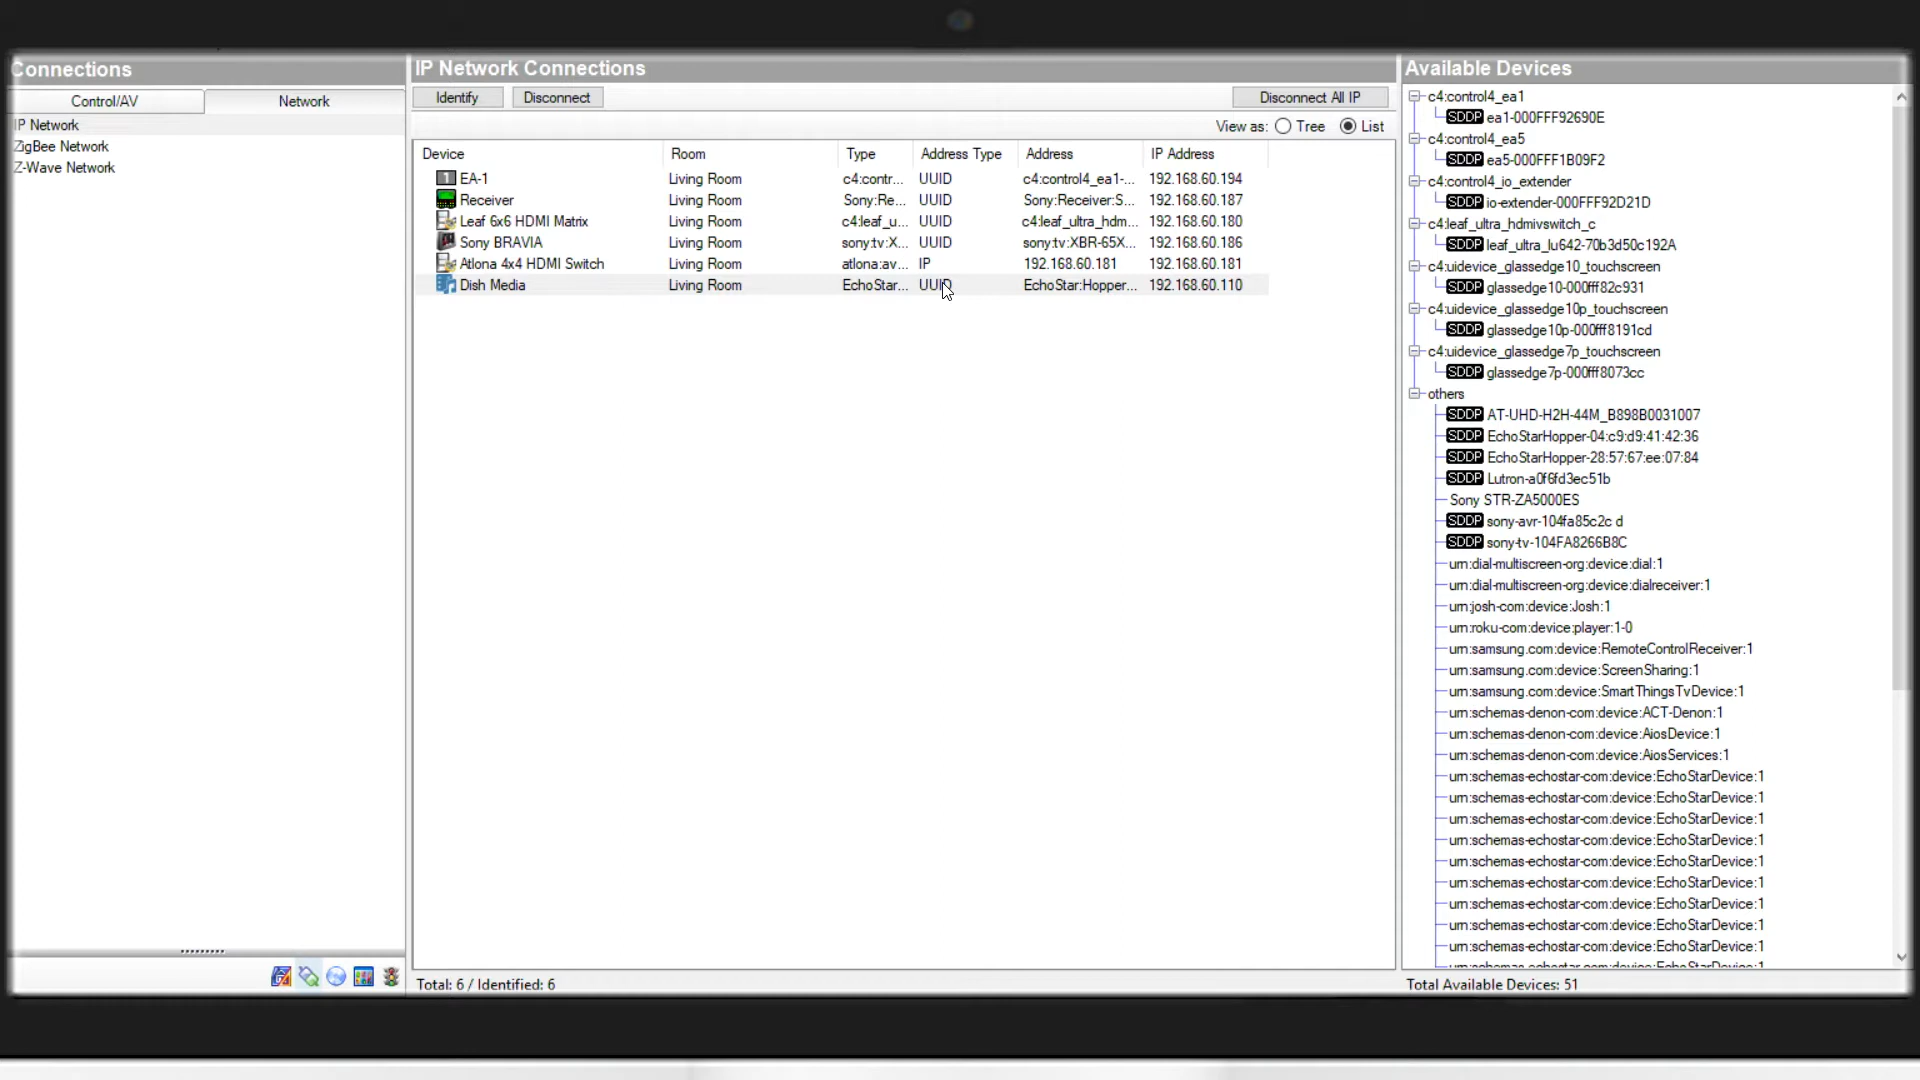 Connections
Control/AV
Network
IP Network
ZigBee Network
Z-Wave Network
IP Network Connections
Identify
Disconnect
Disconnect All IP
View as: Tree List
Device Room Type Address Type Address IP Address
EA-1 Living Room c4:contr... UUID c4:control4_ea1-... 192.168.60.194
Receiver Living Room Sony:Re... UUID Sony:Receiver:S... 192.168.60.187
Leaf 6x6 HDMI Matrix Living Room c4:leaf_u... UUID c4:leaf_ultra_hdm... 192.168.60.180
Sony BRAVIA Living Room sony:tv:X... UUID sony:tv:XBR-65X... 192.168.60.186
Atlona 4x4 HDMI Switch Living Room atlona:av... IP 192.168.60.181 192.168.60.181
Dish Media Living Room EchoStar... UUID EchoStar:Hopper... 192.168.60.110
Total: 6 / Identified: 6
Available Devices
c4:control4_ea1
SDDP ea1-000FFF92690E
c4:control4_ea5
SDDP ea5-000FFF1B09F2
c4:control4_io_extender
SDDP io-extender-000FFF92D21D
c4:leaf_ultra_hdmivswitch_c
SDDP leaf_ultra_lu642-70b3d50c192A
c4:uidevice_glassedge10_touchscreen
SDDP glassedge10-000fff82c931
c4:uidevice_glassedge10p_touchscreen
SDDP glassedge10p-000fff8191cd
c4:uidevice_glassedge7p_touchscreen
SDDP glassedge7p-000fff8073cc
others
SDDP AT-UHD-H2H-44M_B898B0031007
SDDP EchoStarHopper-04:c9:d9:41:42:36
SDDP EchoStarHopper-28:57:67:ee:07:84
SDDP Lutron-a0f6fd3ec51b
Sony STR-ZA5000ES
SDDP sony-avr-104fa85c2c d
SDDP sony-tv-104FA8266B8C
urn:dial-multiscreen-org:device:dial:1
urn:dial-multiscreen-org:device:dialreceiver:1
urn:josh-com:device:Josh:1
urn:roku-com:device:player:1-0
urn:samsung.com:device:RemoteControlReceiver:1
urn:samsung.com:device:ScreenSharing:1
urn:samsung.com:device:SmartThingsTvDevice:1
urn:schemas-denon-com:device:ACT-Denon:1
urn:schemas-denon-com:device:AiosDevice:1
urn:schemas-denon-com:device:AiosServices:1
urn:schemas-echostar-com:device:EchoStarDevice:1
urn:schemas-echostar-com:device:EchoStarDevice:1
urn:schemas-echostar-com:device:EchoStarDevice:1
urn:schemas-echostar-com:device:EchoStarDevice:1
urn:schemas-echostar-com:device:EchoStarDevice:1
urn:schemas-echostar-com:device:EchoStarDevice:1
urn:schemas-echostar-com:device:EchoStarDevice:1
urn:schemas-echostar-com:device:EchoStarDevice:1
urn:schemas-echostar-com:device:EchoStarDevice:1
Total Available Devices: 51